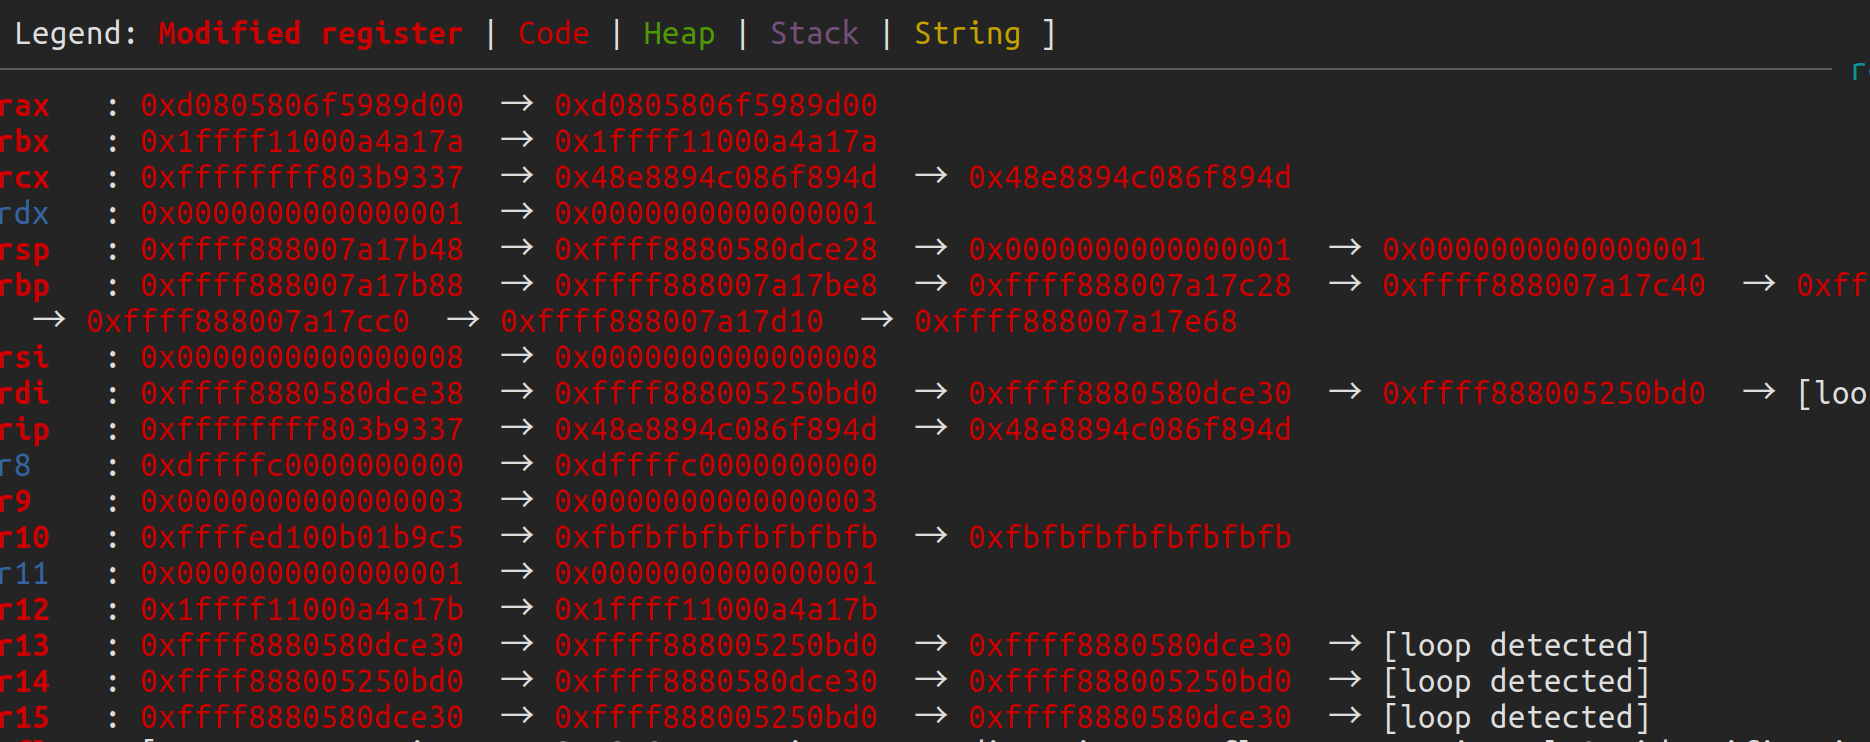 Legend: Modified register | Code | Heap | Stack | String ]
rax : 0xd0805806f5989d00 → 0xd0805806f5989d00
rbx : 0x1ffff11000a4a17a → 0x1ffff11000a4a17a
rcx : 0xffffffff803b9337 → 0x48e8894c086f894d → 0x48e8894c086f894d
rdx : 0x0000000000000001 → 0x0000000000000001
rsp : 0xffff888007a17b48 → 0xffff8880580dce28 → 0x0000000000000001 → 0x0000000000000001
rbp : 0xffff888007a17b88 → 0xffff888007a17be8 → 0xffff888007a17c28 → 0xffff888007a17c40 → 0xff
→ 0xffff888007a17cc0 → 0xffff888007a17d10 → 0xffff888007a17e68
rsi : 0x0000000000000008 → 0x0000000000000008
rdi : 0xffff8880580dce38 → 0xffff888005250bd0 → 0xffff8880580dce30 → 0xffff888005250bd0 → [loo
rip : 0xffffffff803b9337 → 0x48e8894c086f894d → 0x48e8894c086f894d
r8 : 0xdffffc0000000000 → 0xdffffc0000000000
r9 : 0x0000000000000003 → 0x0000000000000003
r10 : 0xffffed100b01b9c5 → 0xfbfbfbfbfbfbfbfb → 0xfbfbfbfbfbfbfbfb
r11 : 0x0000000000000001 → 0x0000000000000001
r12 : 0x1ffff11000a4a17b → 0x1ffff11000a4a17b
r13 : 0xffff8880580dce30 → 0xffff888005250bd0 → 0xffff8880580dce30 → [loop detected]
r14 : 0xffff888005250bd0 → 0xffff8880580dce30 → 0xffff888005250bd0 → [loop detected]
r15 : 0xffff8880580dce30 → 0xffff888005250bd0 → 0xffff8880580dce30 → [loop detected]